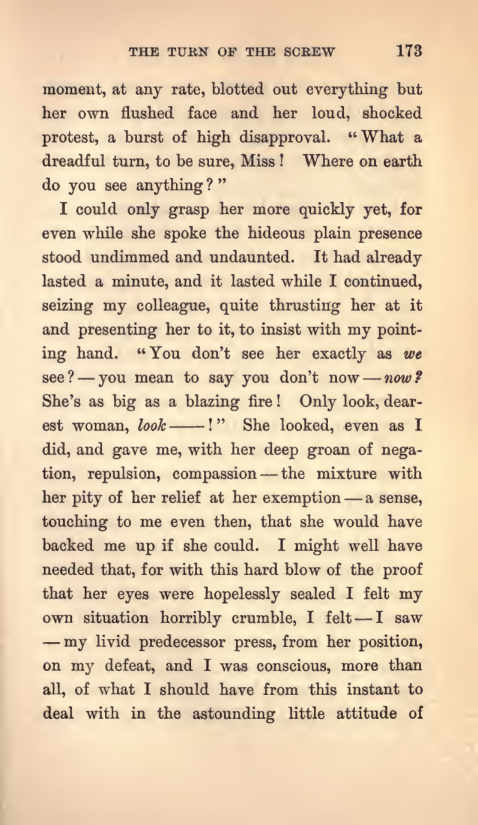 THE TURN OF THE SCREW 173
moment, at any rate, blotted out everything but
her own flushed face and her loud, shocked
protest, a burst of high disapproval. “What a
dreadful turn, to be sure, Miss! Where on earth
do you see anything?”
I could only grasp her more quickly yet, for
even while she spoke the hideous plain presence
stood undimmed and undaunted. It had already
lasted a minute, and it lasted while I continued,
seizing my colleague, quite thrusting her at it
and presenting her to it, to insist with my point-
ing hand. “You don’t see her exactly as we
see?—you mean to say you don’t now—now?
She’s as big as a blazing fire! Only look, dear-
est woman, look——!” She looked, even as I
did, and gave me, with her deep groan of nega-
tion, repulsion, compassion—the mixture with
her pity of her relief at her exemption—a sense,
touching to me even then, that she would have
backed me up if she could. I might well have
needed that, for with this hard blow of the proof
that her eyes were hopelessly sealed I felt my
own situation horribly crumble, I felt—I saw
—my livid predecessor press, from her position,
on my defeat, and I was conscious, more than
all, of what I should have from this instant to
deal with in the astounding little attitude of